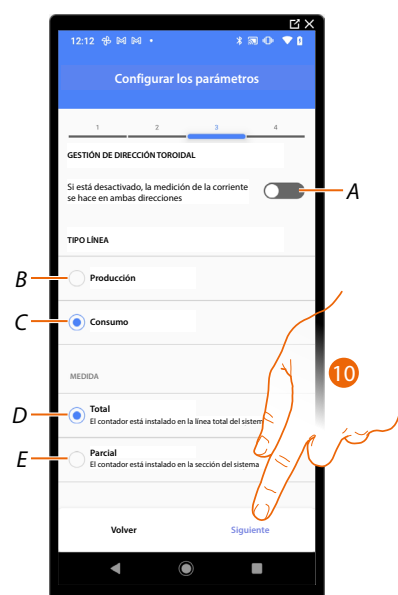 12:12
Configurar los parámetros
1 2 3 4
GESTIÓN DE DIRECCIÓN TOROIDAL
Si está desactivado, la medición de la corriente
se hace en ambas direcciones
A
TIPO LÍNEA
B
Producción
C
Consumo
10
MEDIDA
D
Total
El contador está instalado en la línea total del sistem
E
Parcial
El contador está instalado en la sección del sistema
Volver
Siguiente